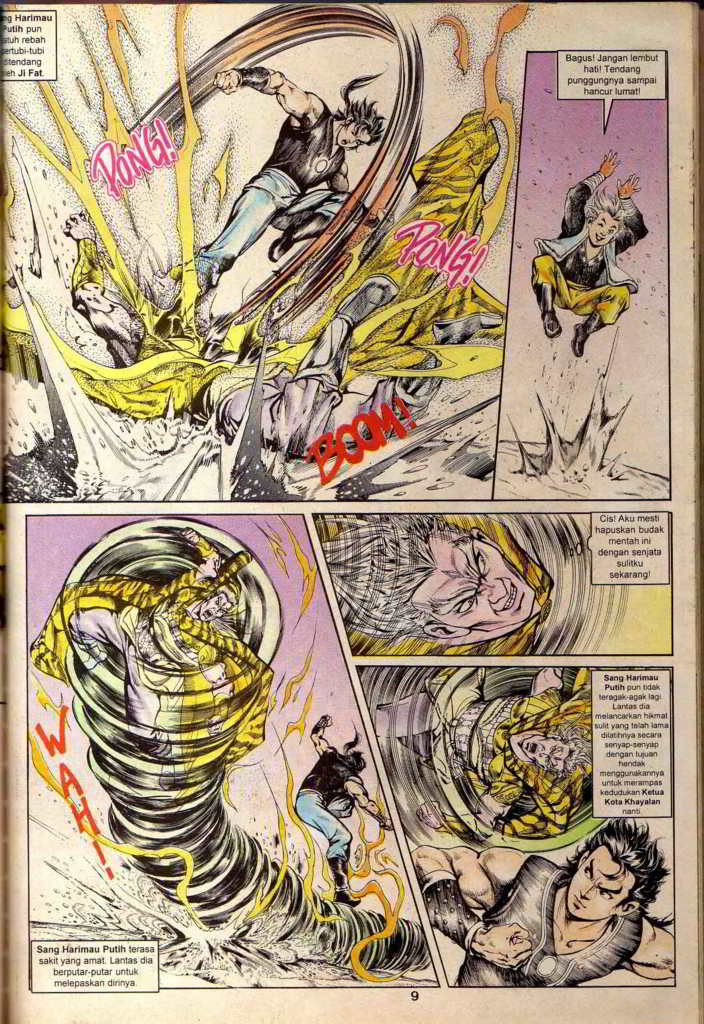 Sang Harimau
Putih pun
jatuh rebah
bertubi-tubi
ditendang
oleh Ji Fat.
PONG!
PONG!
BOOM!
Bagus! Jangan lembut
hati! Tendang
punggungnya sampai
hancur lumat!
WAH!!
Sang Harimau Putih terasa
sakit yang amat. Lantas dia
berputar-putar untuk
melepaskan dirinya.
Cis! Aku mesti
hapuskan budak
mentah ini
dengan senjata
sulitku
sekarang!
Sang Harimau
Putih pun tidak
teragak-agak lagi.
Lantas dia
melancarkan hikmat
sulit yang telah lama
dilatihnya secara
senyap-senyap
dengan tujuan
hendak
menggunakannya
untuk merampas
kedudukan Ketua
Kota Khayalan
nanti.
9